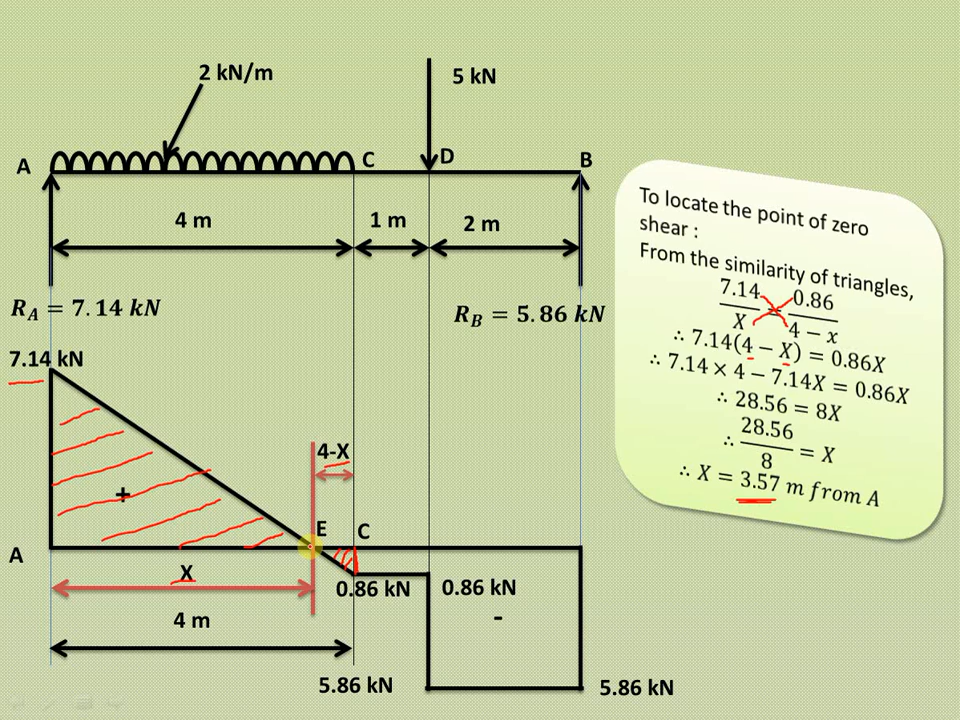 2 kN/m
5 kN
A
C
D
B
4 m
1 m
2 m
R_A = 7.14 kN
R_B = 5.86 kN
7.14 kN
4-X
+
E
C
A
X
0.86 kN
0.86 kN
4 m
-
5.86 kN
5.86 kN
To locate the point of zero
shear :
From the similarity of triangles,
7.14/X = 0.86/4 − x
∴ 7.14(4 − X) = 0.86X
∴ 7.14 × 4 − 7.14X = 0.86X
∴ 28.56 = 8X
∴ 28.56/8 = X
∴ X = 3.57 m from A